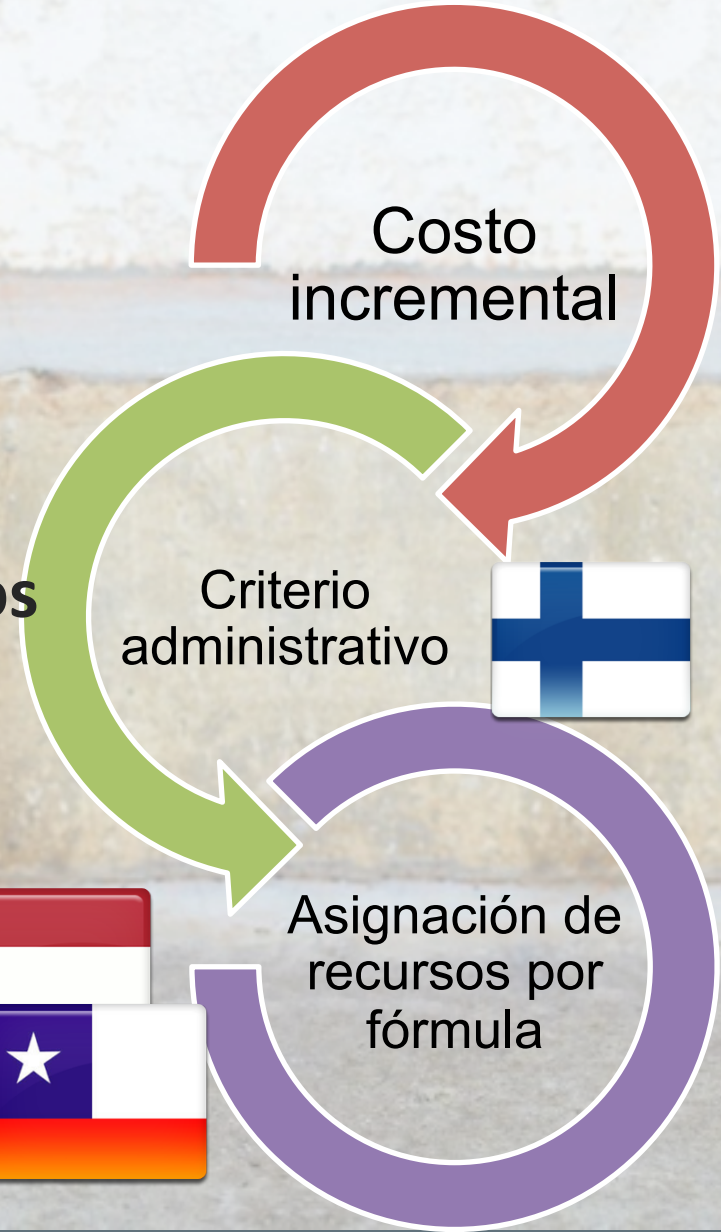 Costo
incremental
Criterio
administrativo
Asignación de
recursos por
fórmula